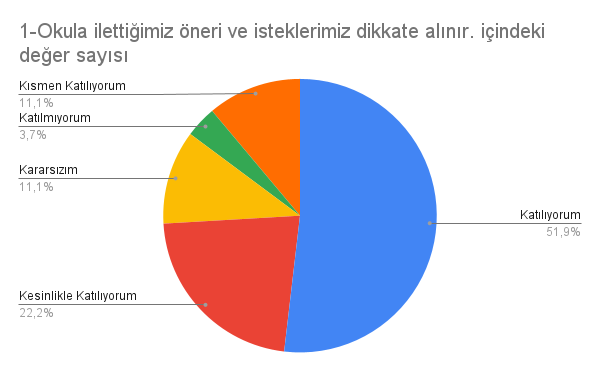 1-Okula ilettiğimiz öneri ve isteklerimiz dikkate alınır. içindeki
değer sayısı
Kısmen Katılıyorum
11,1%
Katılmıyorum
3,7%
Kararsızım
11,1%
Katılıyorum
51,9%
Kesinlikle Katılıyorum
22,2%